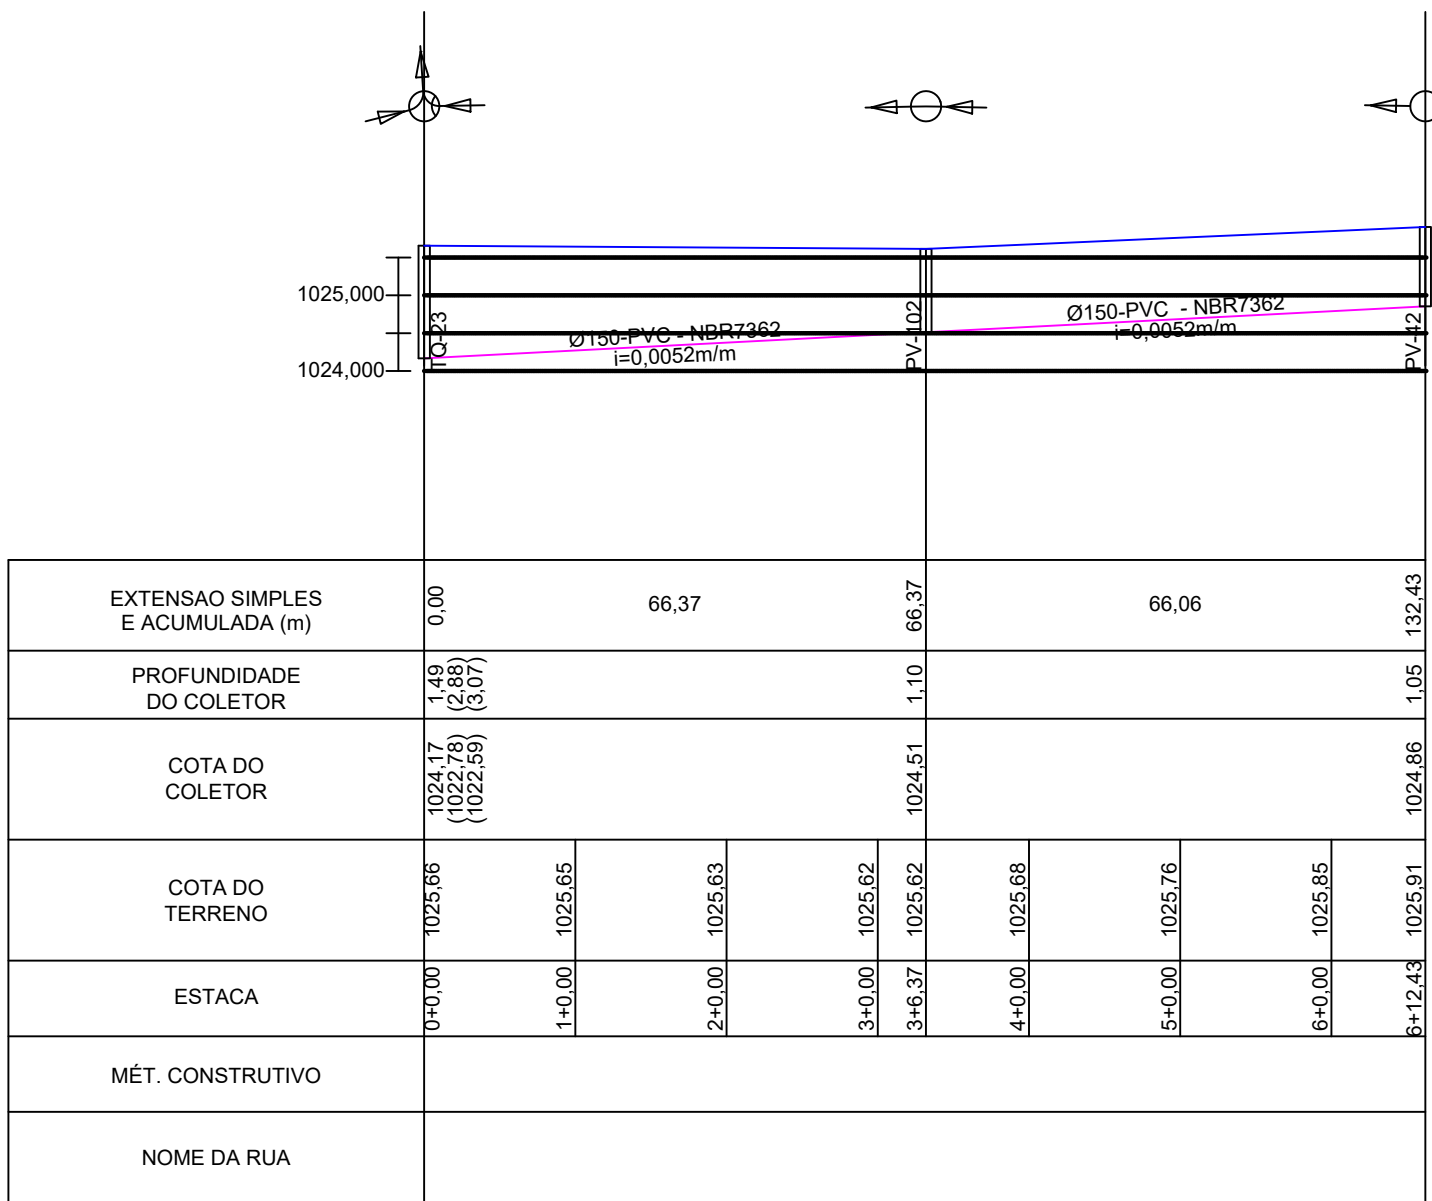 1025,000
1024,000
TQ-23
Ø150-PVC - NBR7362
i=0,0052m/m
PV-102
Ø150-PVC - NBR7362
i=0,0052m/m
PV-42
EXTENSAO SIMPLES
E ACUMULADA (m)
0,00
66,37
66,37
66,06
132,43
PROFUNDIDADE
DO COLETOR
1,49
(2,88)
(3,07)
1,10
1,05
COTA DO
COLETOR
1024,17
(1022,78)
(1022,59)
1024,51
1024,86
COTA DO
TERRENO
1025,66
1025,65
1025,63
1025,62
1025,62
1025,68
1025,76
1025,85
1025,91
ESTACA
0+0,00
1+0,00
2+0,00
3+0,00
3+6,37
4+0,00
5+0,00
6+0,00
6+12,43
MÉT. CONSTRUTIVO
NOME DA RUA